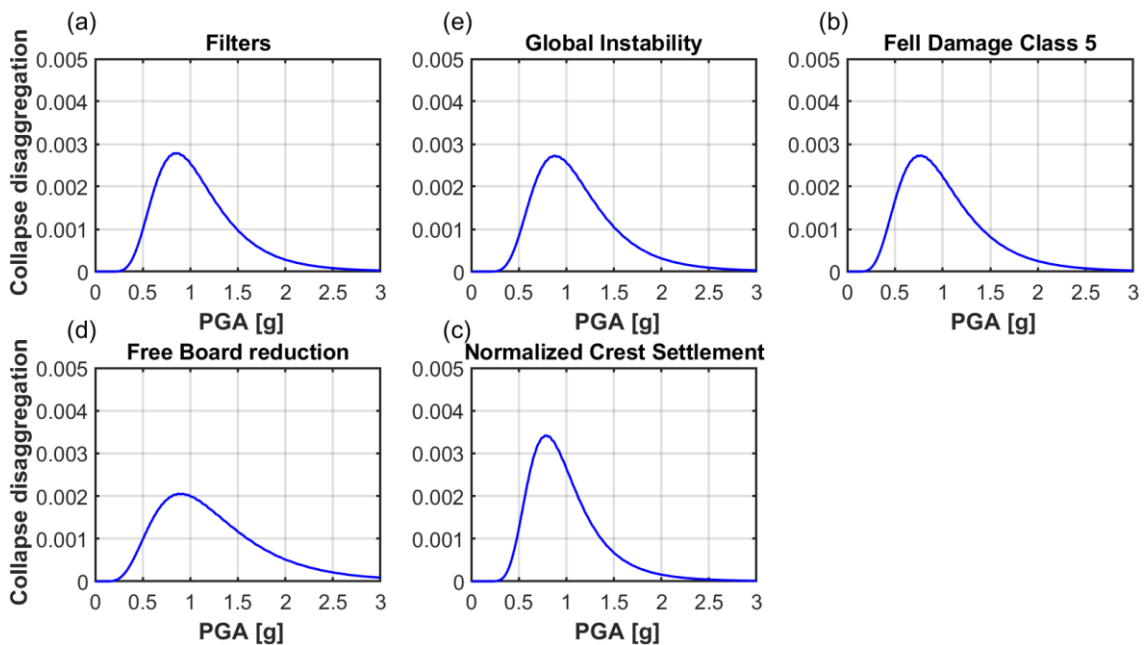 (a)
Filters
Collapse disaggregation
0.005
0.004
0.003
0.002
0.001
0
0 0.5 1 1.5 2 2.5 3
PGA [g]
(e)
Global Instability
0.005
0.004
0.003
0.002
0.001
0
0 0.5 1 1.5 2 2.5 3
PGA [g]
(b)
Fell Damage Class 5
0.005
0.004
0.003
0.002
0.001
0
0 0.5 1 1.5 2 2.5 3
PGA [g]
(d)
Free Board reduction
Collapse disaggregation
0.005
0.004
0.003
0.002
0.001
0
0 0.5 1 1.5 2 2.5 3
PGA [g]
(c)
Normalized Crest Settlement
0.005
0.004
0.003
0.002
0.001
0
0 0.5 1 1.5 2 2.5 3
PGA [g]